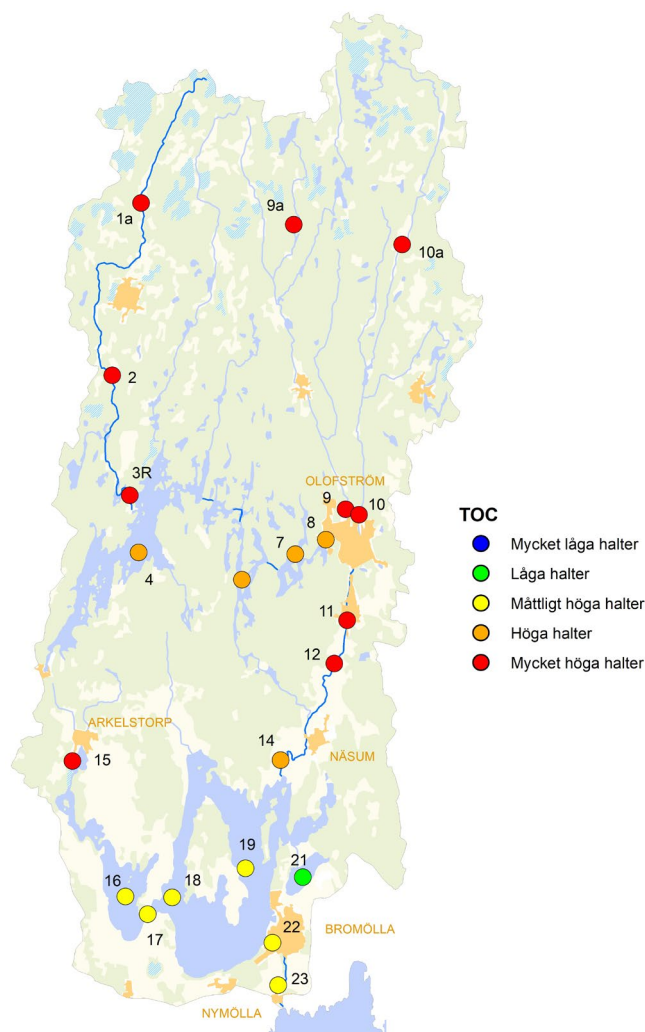 1a
9a
10a
2
3R
OLOFSTRÖM
9
10
8
7
4
TOC
Mycket låga halter
Låga halter
Måttligt höga halter
Höga halter
Mycket höga halter
11
12
ARKELSTORP
14
NÄSUM
15
19
21
16
18
17
22
BROMÖLLA
23
NYMÖLLA